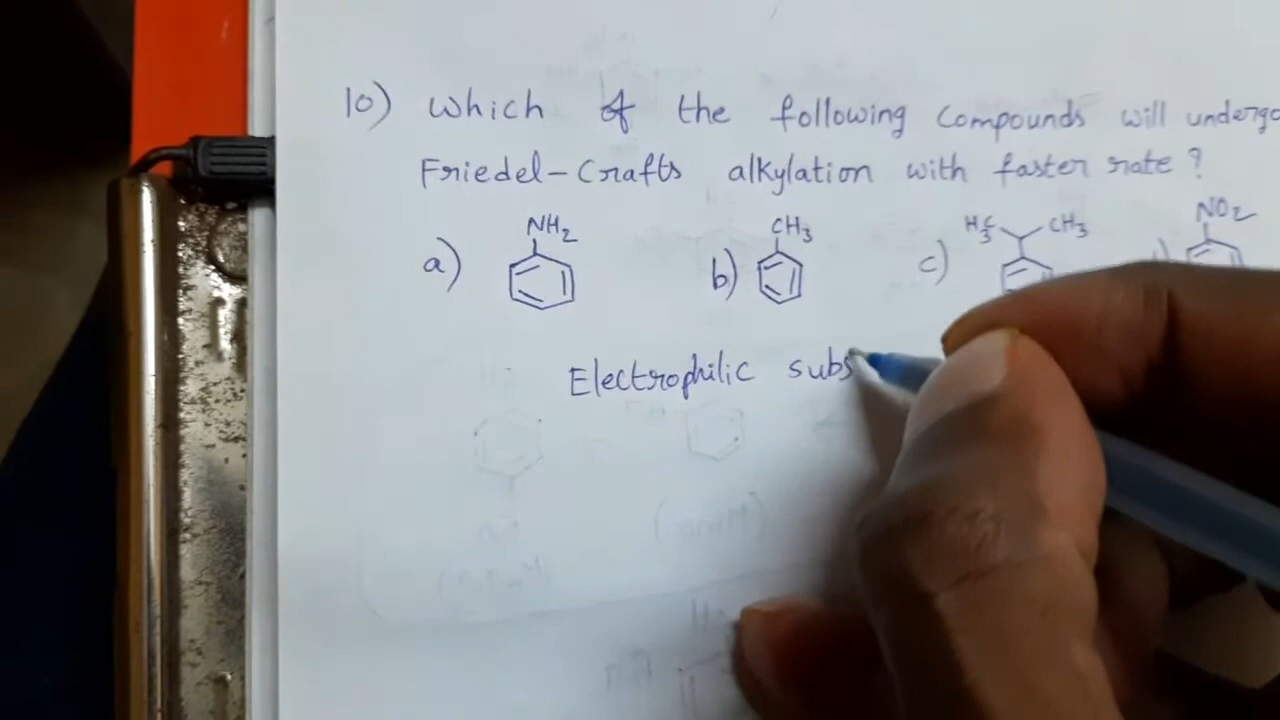 10) Which of the following compounds will undergo
Friedel-Crafts alkylation with faster rate?
a) NH2 b) CH3 c) H3C CH3 NO2
Electrophilic subs